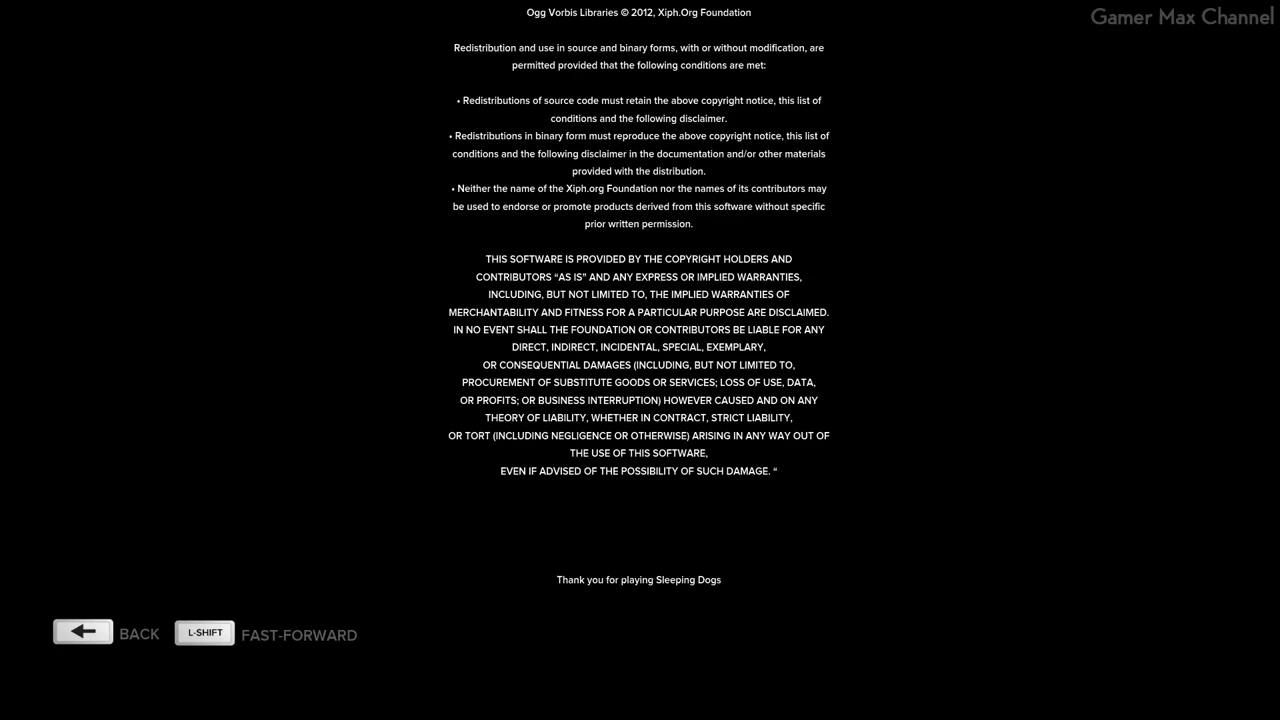 Gamer Max Channel
Ogg Vorbis Libraries © 2012, Xiph.Org Foundation
Redistribution and use in source and binary forms, with or without modification, are
permitted provided that the following conditions are met:
• Redistributions of source code must retain the above copyright notice, this list of
conditions and the following disclaimer.
• Redistributions in binary form must reproduce the above copyright notice, this list of
conditions and the following disclaimer in the documentation and/or other materials
provided with the distribution.
• Neither the name of the Xiph.org Foundation nor the names of its contributors may
be used to endorse or promote products derived from this software without specific
prior written permission.
THIS SOFTWARE IS PROVIDED BY THE COPYRIGHT HOLDERS AND
CONTRIBUTORS “AS IS” AND ANY EXPRESS OR IMPLIED WARRANTIES,
INCLUDING, BUT NOT LIMITED TO, THE IMPLIED WARRANTIES OF
MERCHANTABILITY AND FITNESS FOR A PARTICULAR PURPOSE ARE DISCLAIMED.
IN NO EVENT SHALL THE FOUNDATION OR CONTRIBUTORS BE LIABLE FOR ANY
DIRECT, INDIRECT, INCIDENTAL, SPECIAL, EXEMPLARY,
OR CONSEQUENTIAL DAMAGES (INCLUDING, BUT NOT LIMITED TO,
PROCUREMENT OF SUBSTITUTE GOODS OR SERVICES; LOSS OF USE, DATA,
OR PROFITS; OR BUSINESS INTERRUPTION) HOWEVER CAUSED AND ON ANY
THEORY OF LIABILITY, WHETHER IN CONTRACT, STRICT LIABILITY,
OR TORT (INCLUDING NEGLIGENCE OR OTHERWISE) ARISING IN ANY WAY OUT OF
THE USE OF THIS SOFTWARE,
EVEN IF ADVISED OF THE POSSIBILITY OF SUCH DAMAGE. “
Thank you for playing Sleeping Dogs
BACK L-SHIFT FAST-FORWARD